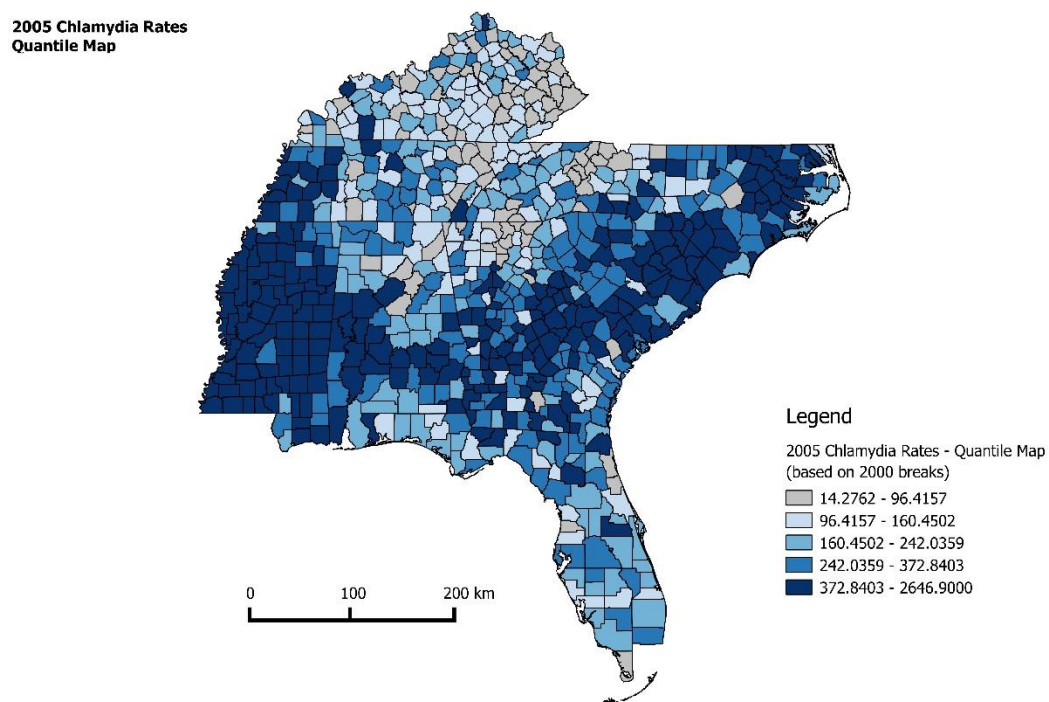 2005 Chlamydia Rates
Quantile Map
Legend
2005 Chlamydia Rates - Quantile Map
(based on 2000 breaks)
14.2762 - 96.4157
96.4157 - 160.4502
160.4502 - 242.0359
242.0359 - 372.8403
372.8403 - 2646.9000
0 100 200 km